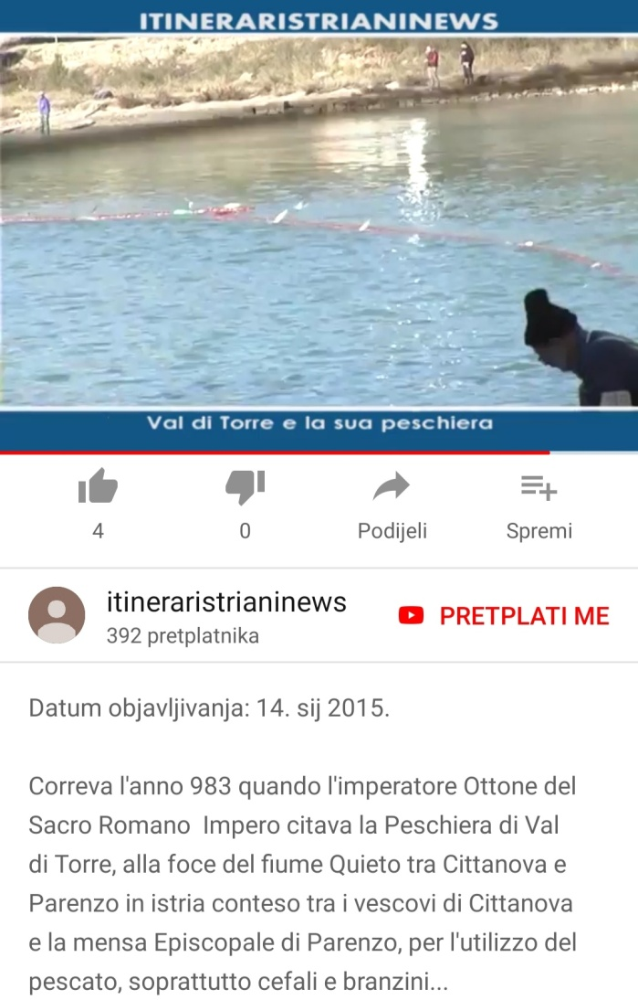 ITINERARISTRIANINEWS
Val di Torre e la sua peschiera
4
0
Podijeli
Spremi
itineraristrianinews
392 pretplatnika
PRETPLATI ME
Datum objavljivanja: 14. sij 2015.
Correva l'anno 983 quando l'imperatore Ottone del
Sacro Romano  Impero citava la Peschiera di Val
di Torre, alla foce del fiume Quieto tra Cittanova e
Parenzo in istria conteso tra i vescovi di Cittanova
e la mensa Episcopale di Parenzo, per l'utilizzo del
pescato, soprattutto cefali e branzini...